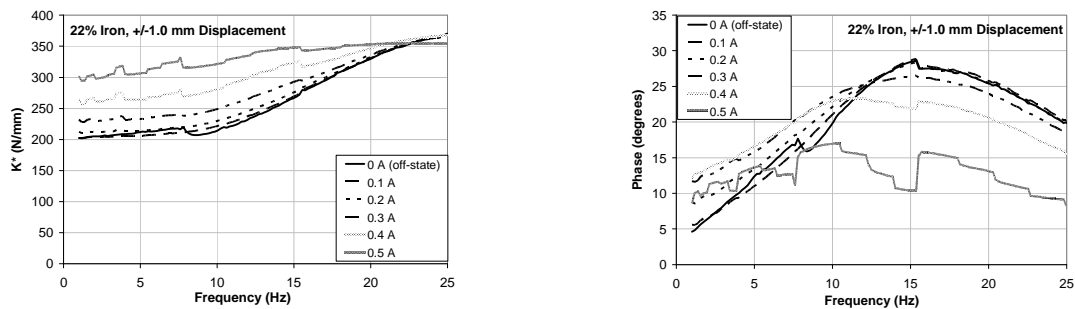 22% Iron, +/-1.0 mm Displacement
K* (N/mm)
400
350
300
250
200
150
100
50
0
0 A (off-state)
0.1 A
0.2 A
0.3 A
0.4 A
0.5 A
0 5 10 15 20 25
Frequency (Hz)
22% Iron, +/-1.0 mm Displacement
Phase (degrees)
35
30
25
20
15
10
5
0
0 A (off-state)
0.1 A
0.2 A
0.3 A
0.4 A
0.5 A
0 5 10 15 20 25
Frequency (Hz)